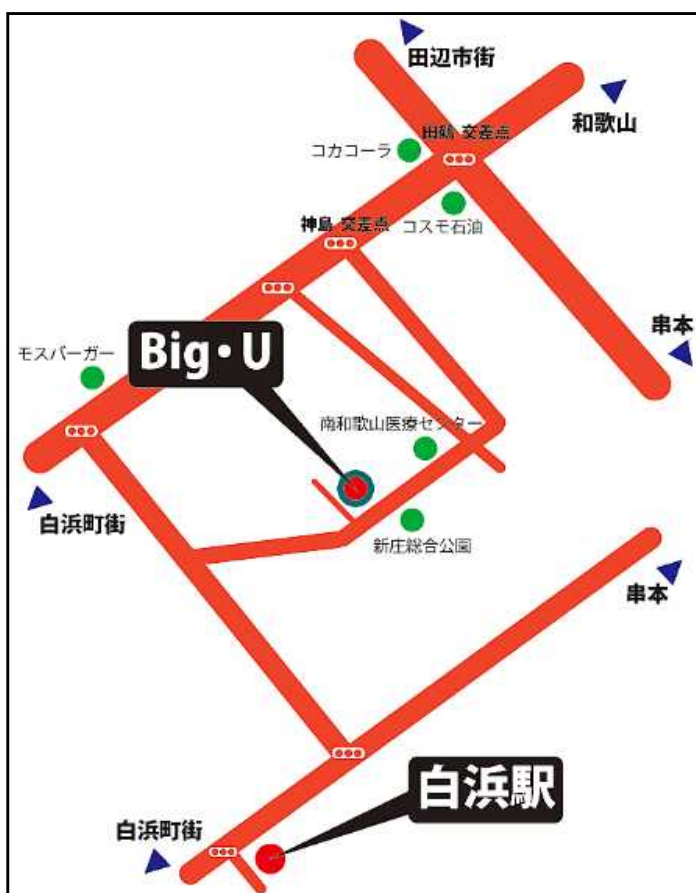 田辺市街
和歌山
田鶴 交差点
コカコーラ
コスモ石油
神島 交差点
串本
Big・U
モスバーガー
南和歌山医療センター
白浜町街
新庄総合公園
串本
白浜駅
白浜町街